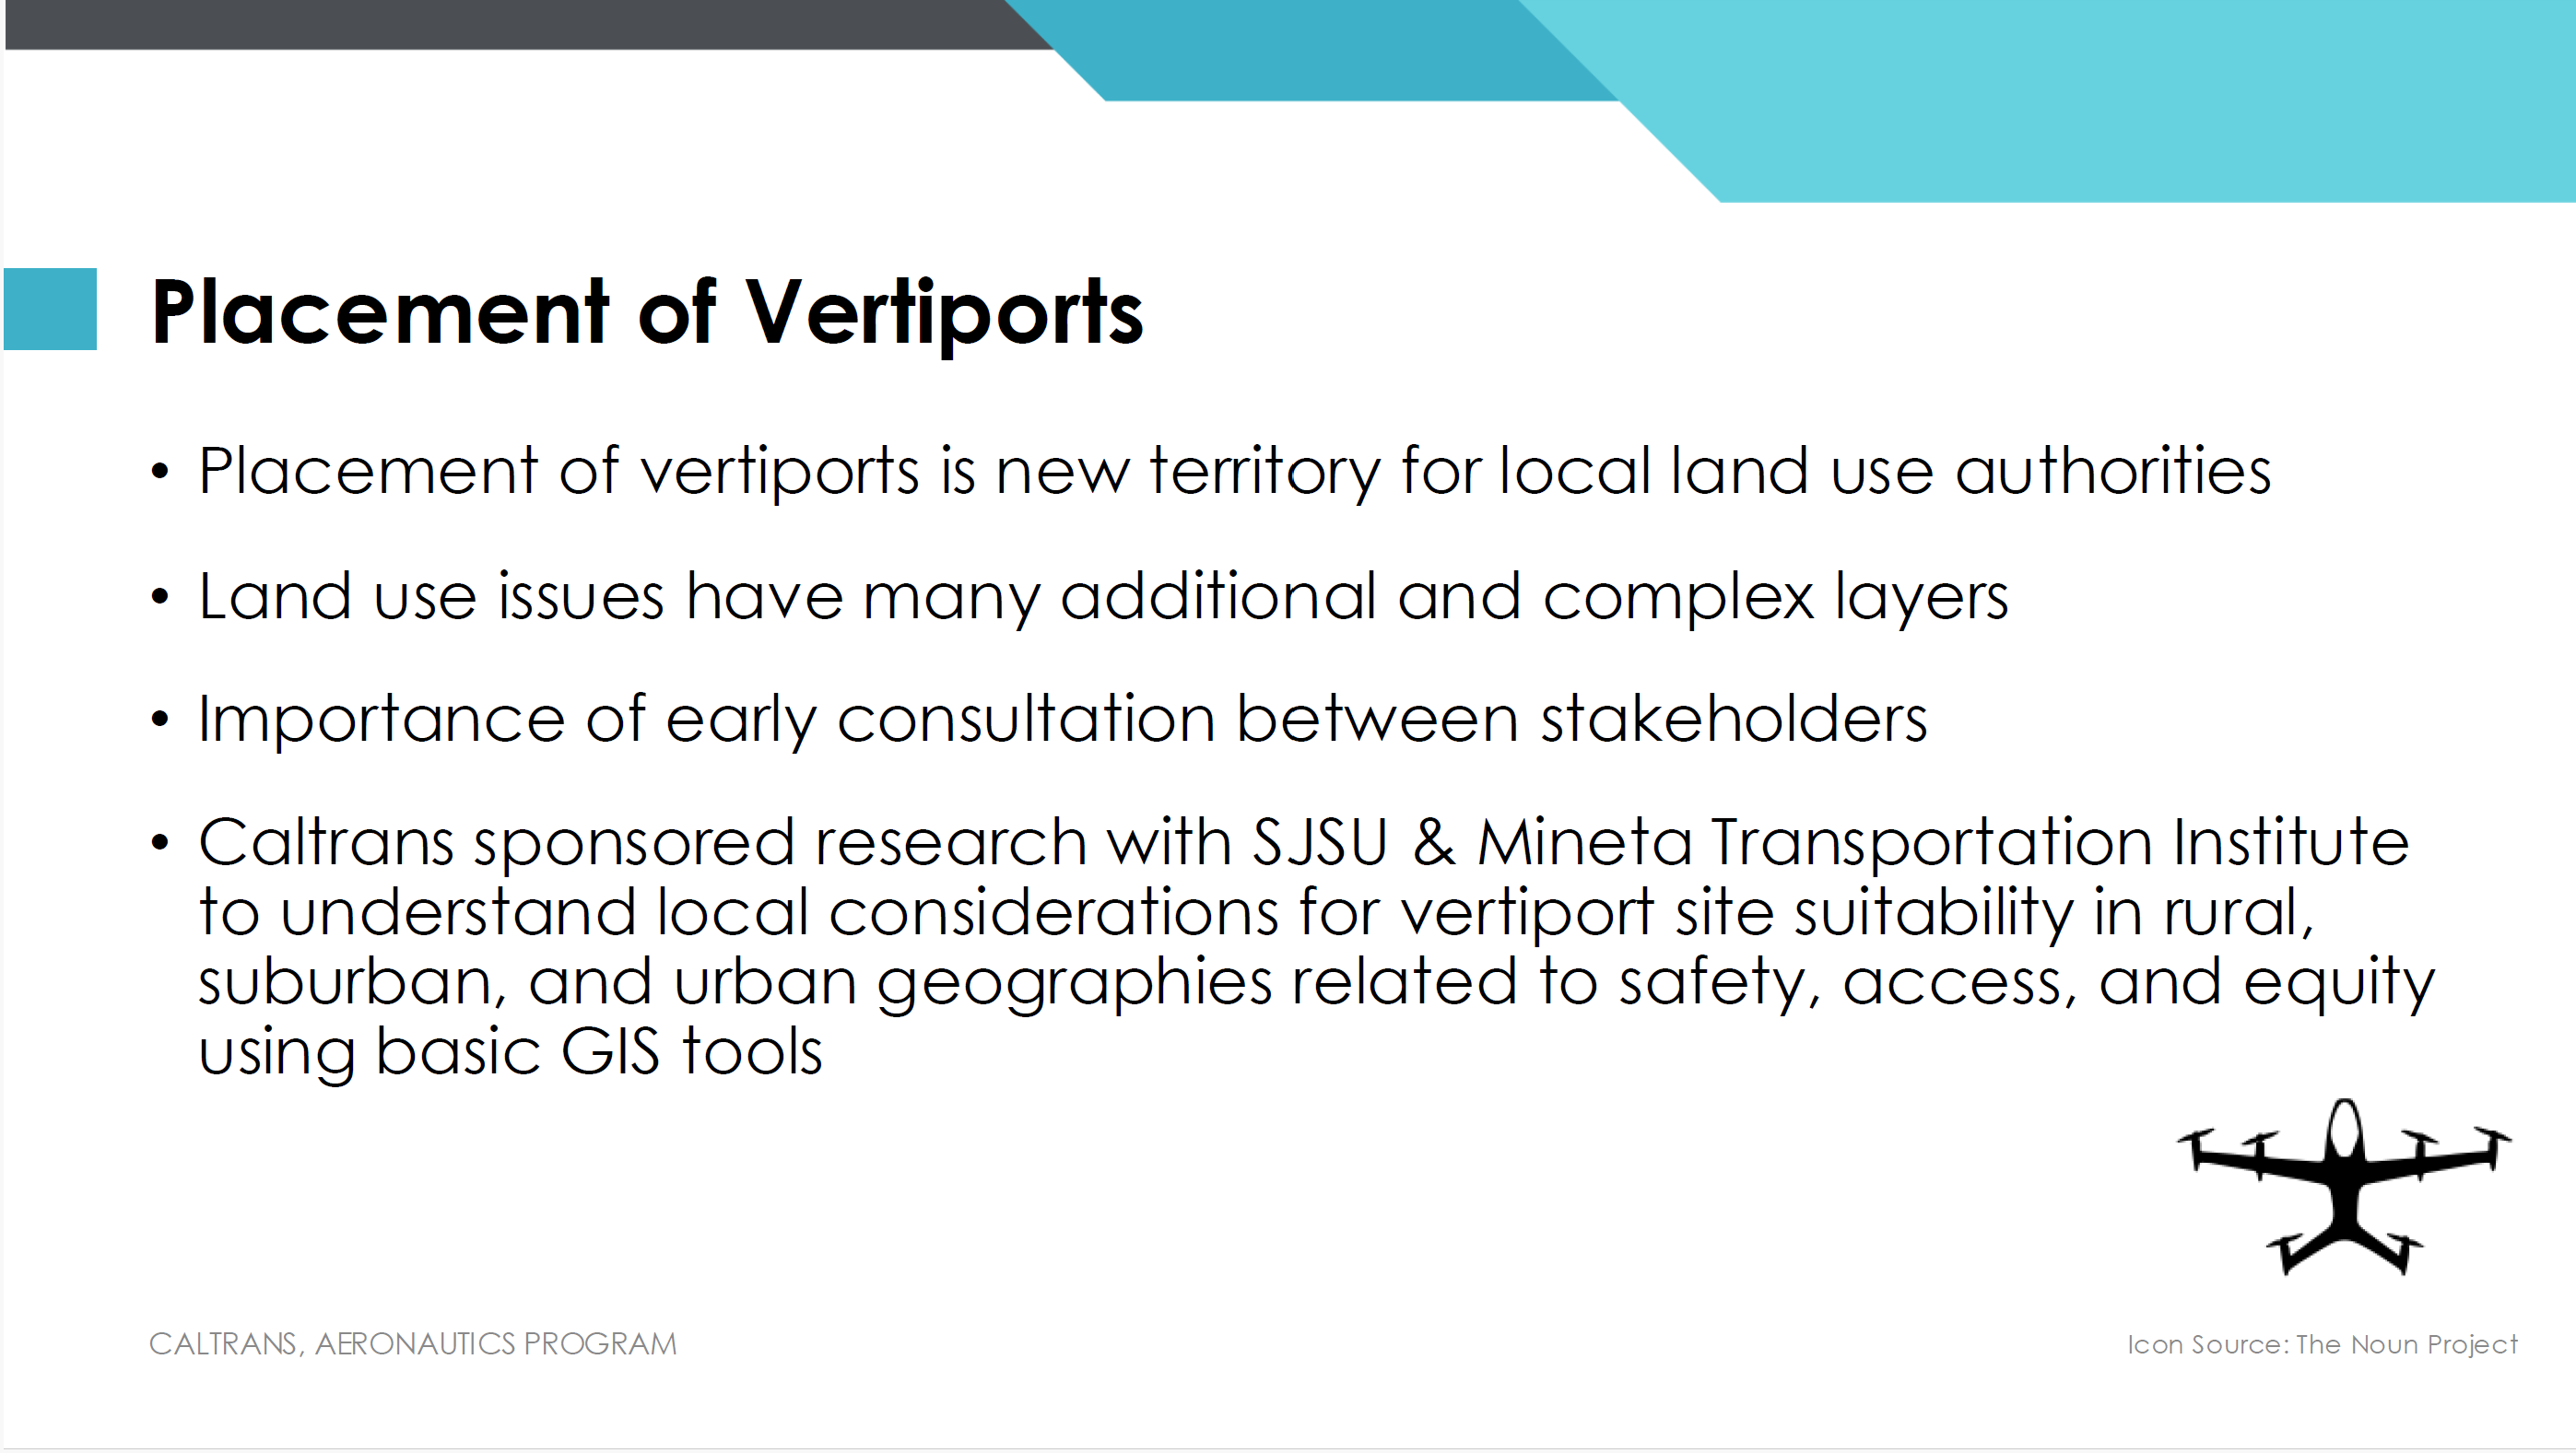 Placement of Vertiports
• Placement of vertiports is new territory for local land use authorities
• Land use issues have many additional and complex layers
• Importance of early consultation between stakeholders
• Caltrans sponsored research with SJSU & Mineta Transportation Institute
to understand local considerations for vertiport site suitability in rural,
suburban, and urban geographies related to safety, access, and equity
using basic GIS tools
CALTRANS, AERONAUTICS PROGRAM
Icon Source: The Noun Project